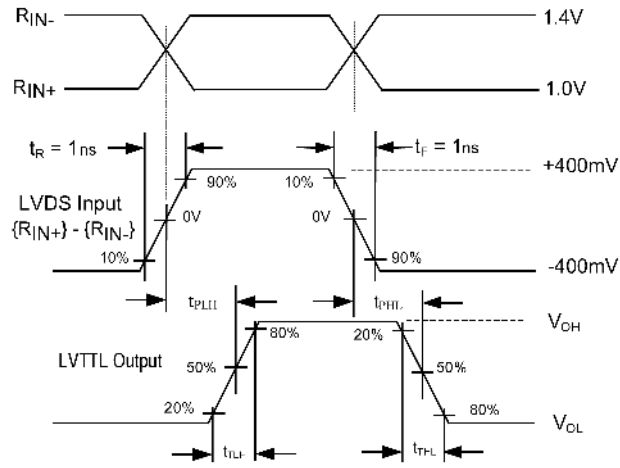 RIN- 1.4V
RIN+ 1.0V
tR = 1ns tF = 1ns
+400mV
90% 10%
LVDS Input 0V 0V
{RIN+} - {RIN-}
10% 90%
-400mV
tPLH tPHL
VOH
80% 20%
LVTTL Output 50% 50%
20% 80%
VOL
tTLH tTHL